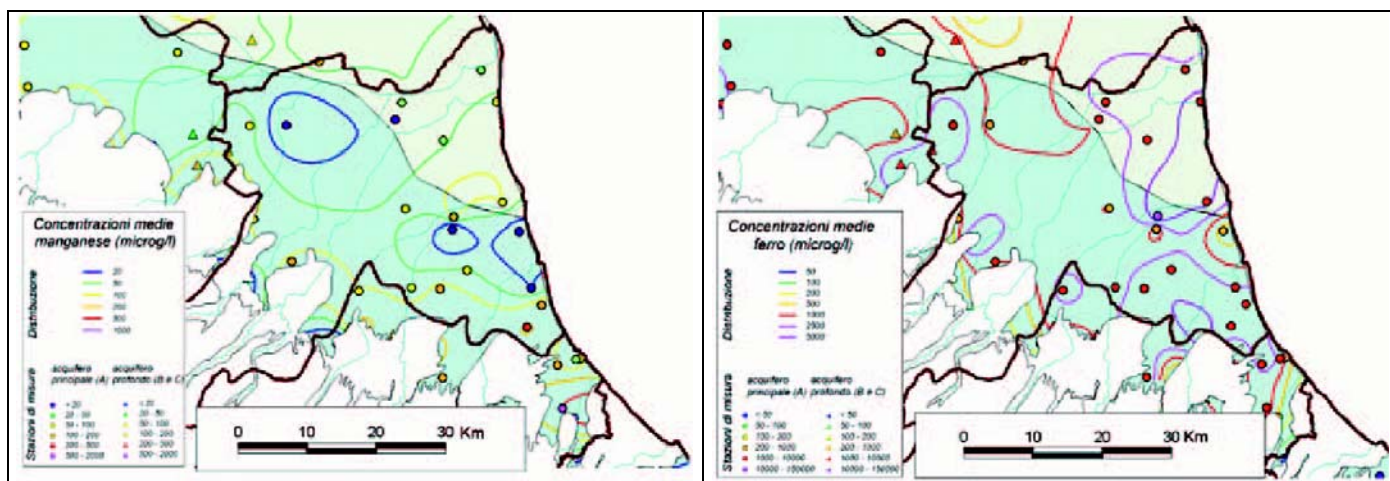 Concentrazioni medie
manganese (microg/l)
Distribuzione
20
50
100
200
500
1000
Stazioni di misura
acquifero principale (A)
acquifero profondo (B e C)
< 20
20 - 50
50 - 100
100 - 200
200 - 500
500 - 2000
< 20
20 - 50
50 - 100
100 - 200
200 - 500
500 - 2000
0 10 20 30 Km
Concentrazioni medie
ferro (microg/l)
Distribuzione
50
100
200
500
1000
2500
5000
Stazioni di misura
acquifero principale (A)
acquifero profondo (B e C)
< 50
50 - 100
100 - 200
200 - 1000
1000 - 10000
10000 - 150000
< 50
50 - 100
100 - 200
200 - 1000
1000 - 10000
10000 - 150000
0 10 20 30 Km